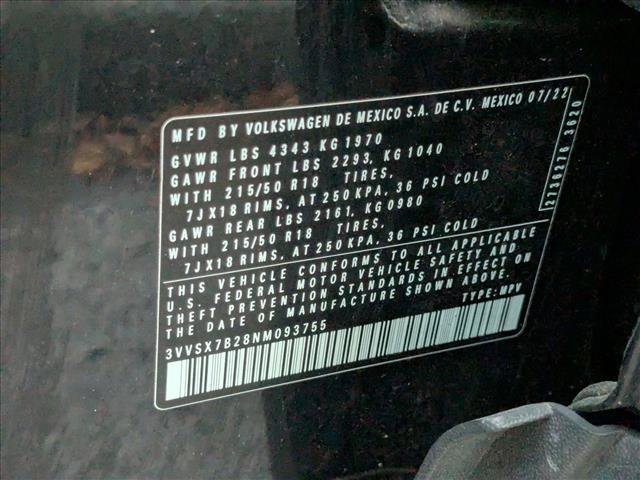 MFD BY VOLKSWAGEN DE MEXICO S.A. DE C.V. MEXICO 07/22
GVWR LBS 4343 KG 1970
GAWR FRONT LBS 2293, KG 1040
WITH 215/50 R18 TIRES,
7JX18 RIMS, AT 250 KPA, 36 PSI COLD
GAWR REAR LBS 2161, KG 0980
WITH 215/50 R18 TIRES,
7JX18 RIMS, AT 250 KPA, 36 PSI COLD
THIS VEHICLE CONFORMS TO ALL APPLICABLE
U.S. FEDERAL MOTOR VEHICLE SAFETY AND
THEFT PREVENTION STANDARDS IN EFFECT ON
THE DATE OF MANUFACTURE SHOWN ABOVE.
TYPE: MPV
3VVSX7B28NM093755
2736276 3620